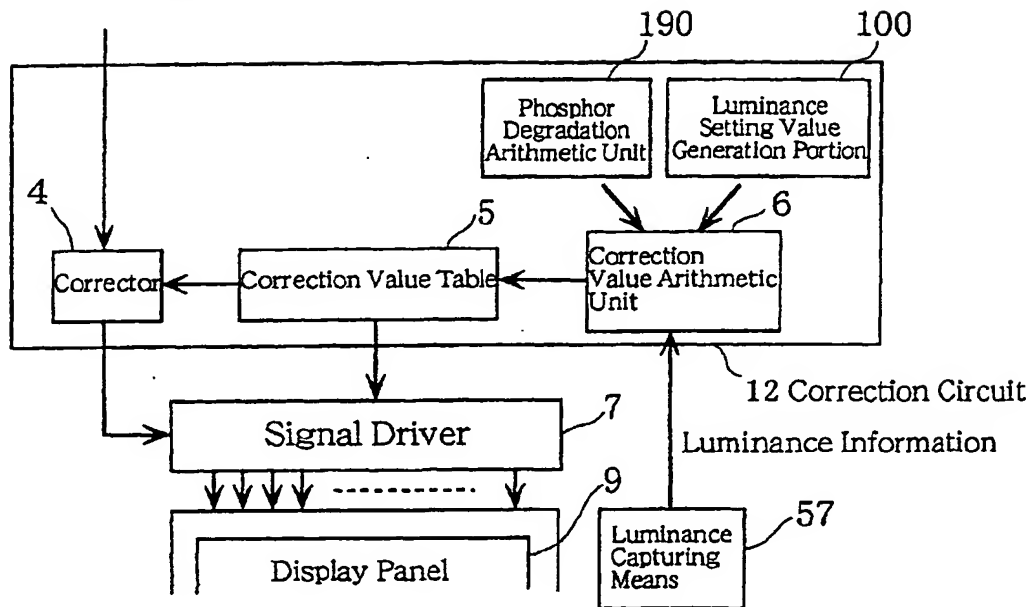 190
100
Phosphor
Degradation
Arithmetic Unit
Luminance
Setting Value
Generation Portion
4
5
6
Corrector
Correction Value Table
Correction
Value Arithmetic
Unit
12 Correction Circuit
Signal Driver
7
Luminance Information
9
57
Display Panel
Luminance
Capturing
Means